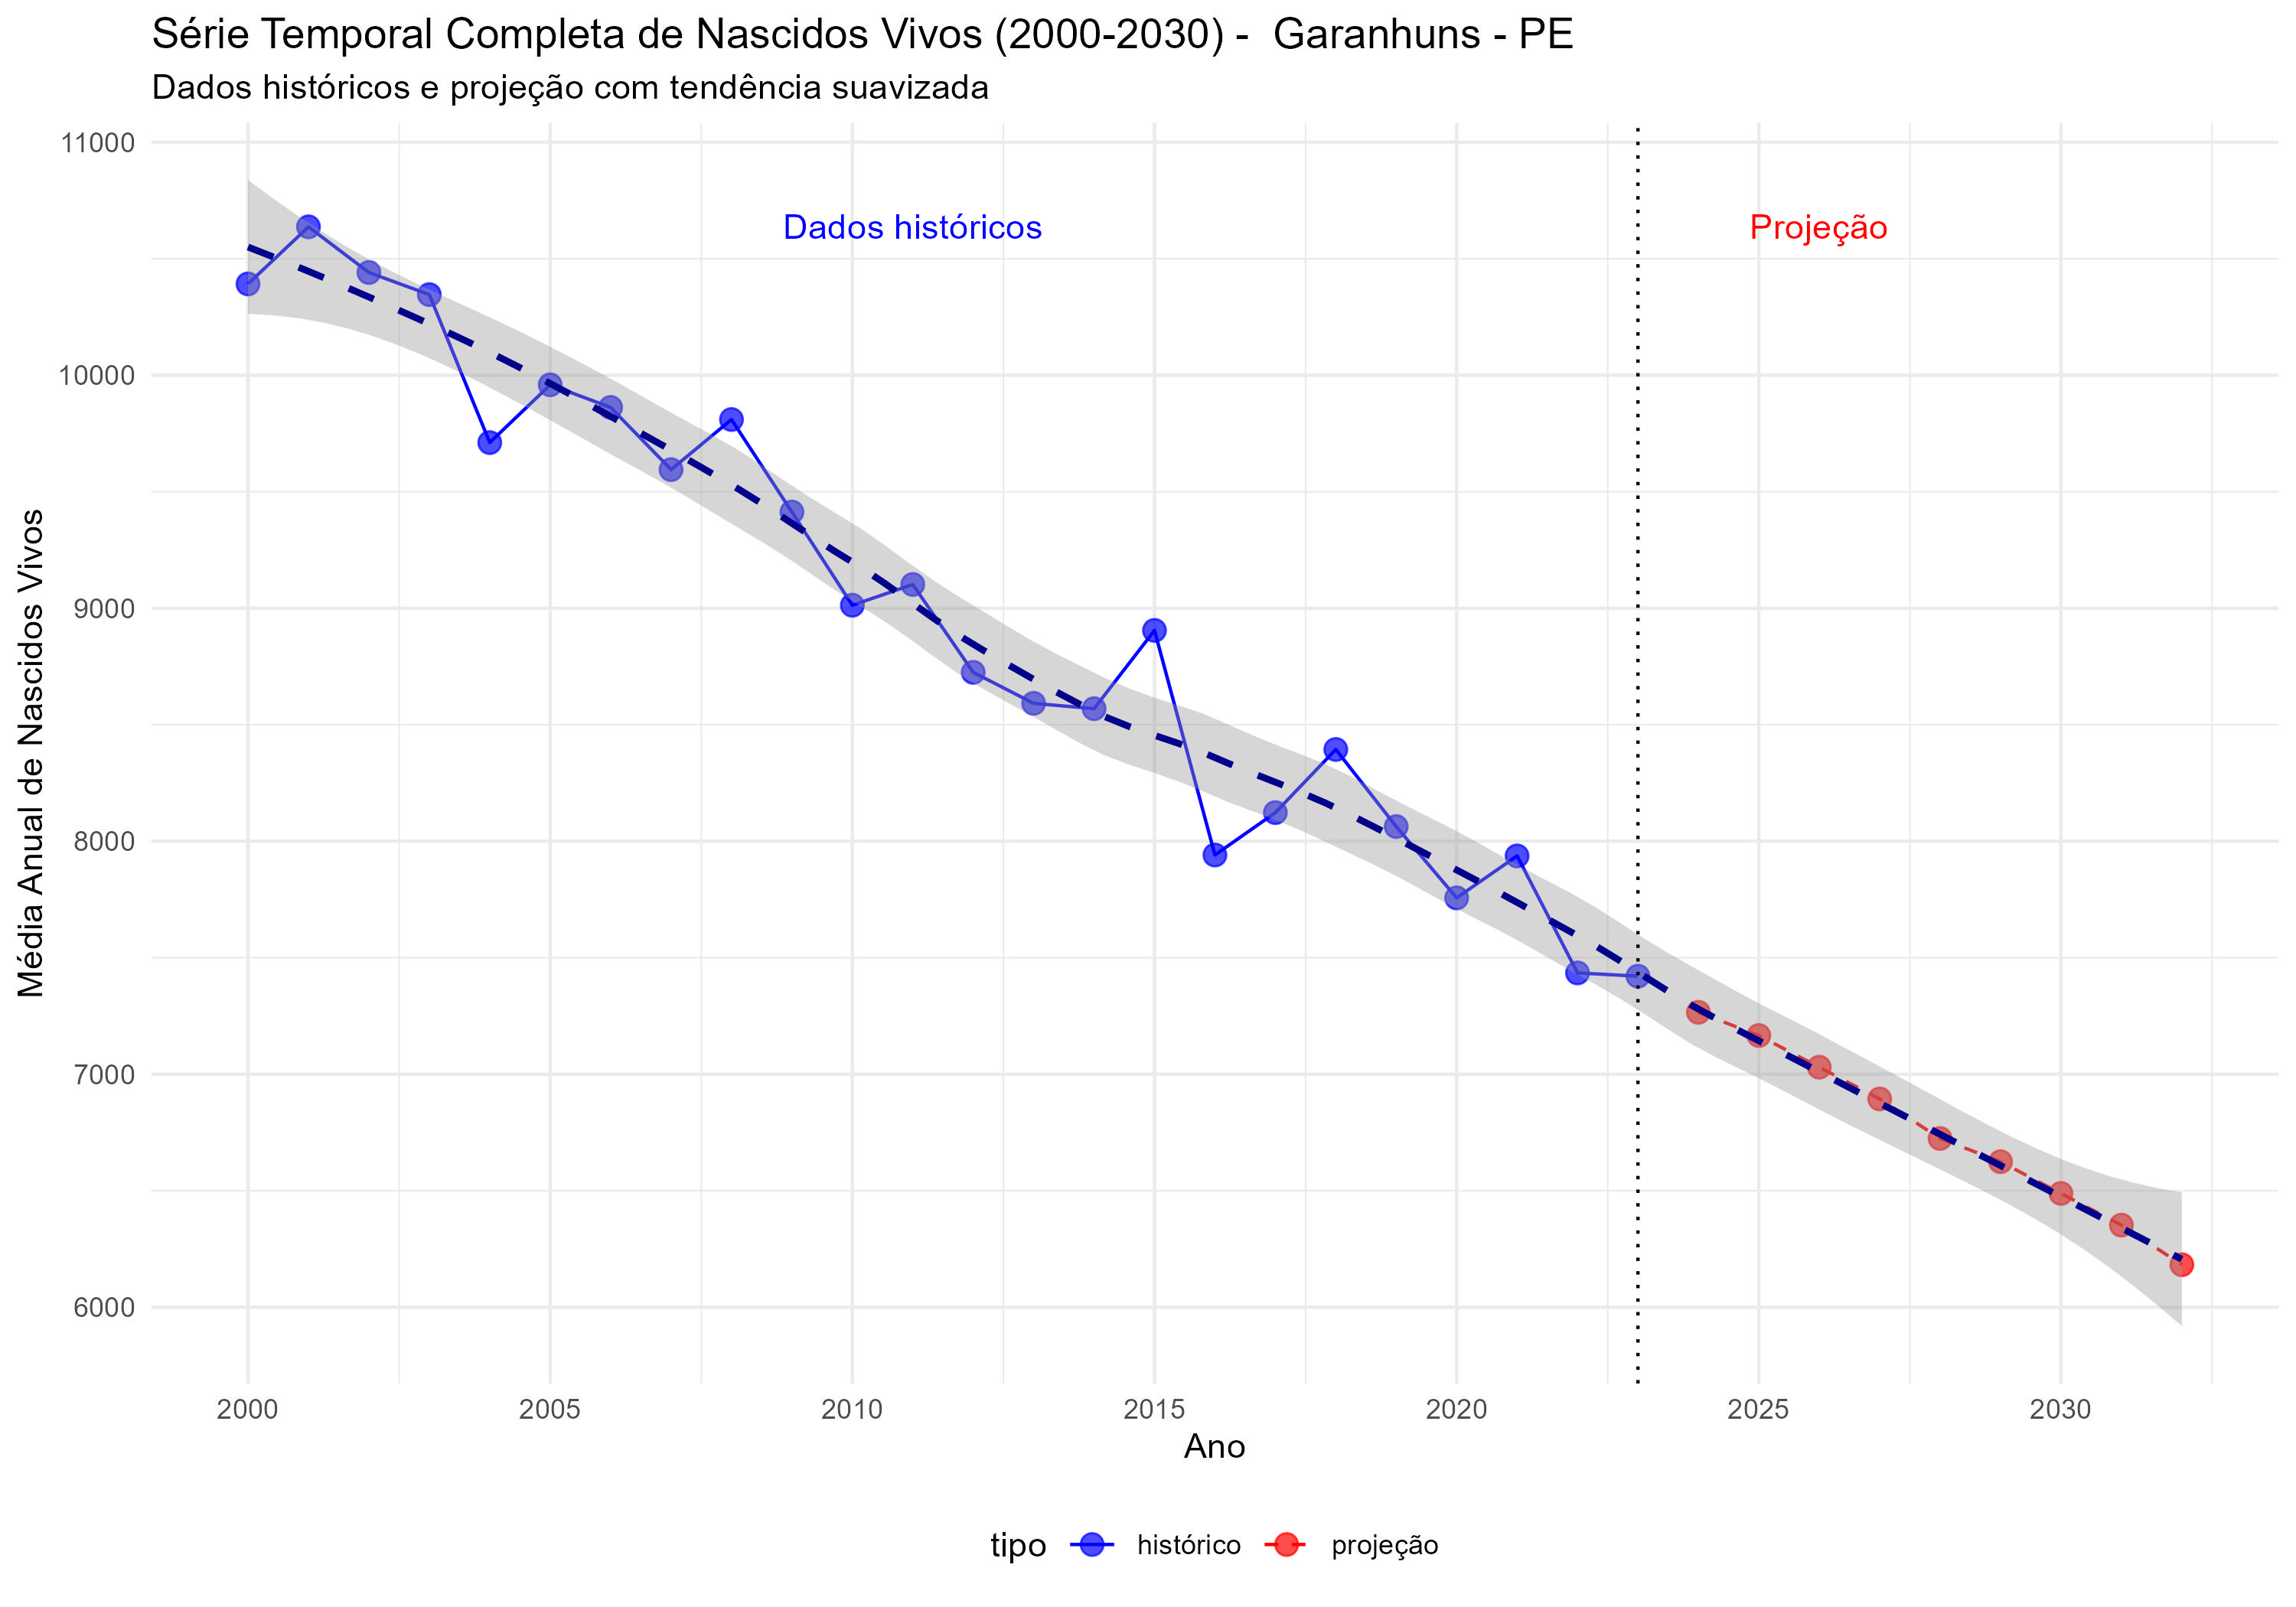 Série Temporal Completa de Nascidos Vivos (2000-2030) -  Garanhuns - PE
Dados históricos e projeção com tendência suavizada
Média Anual de Nascidos Vivos
11000
10000
9000
8000
7000
6000
Dados históricos
Projeção
2000
2005
2010
2015
2020
2025
2030
Ano
tipo
histórico
projeção